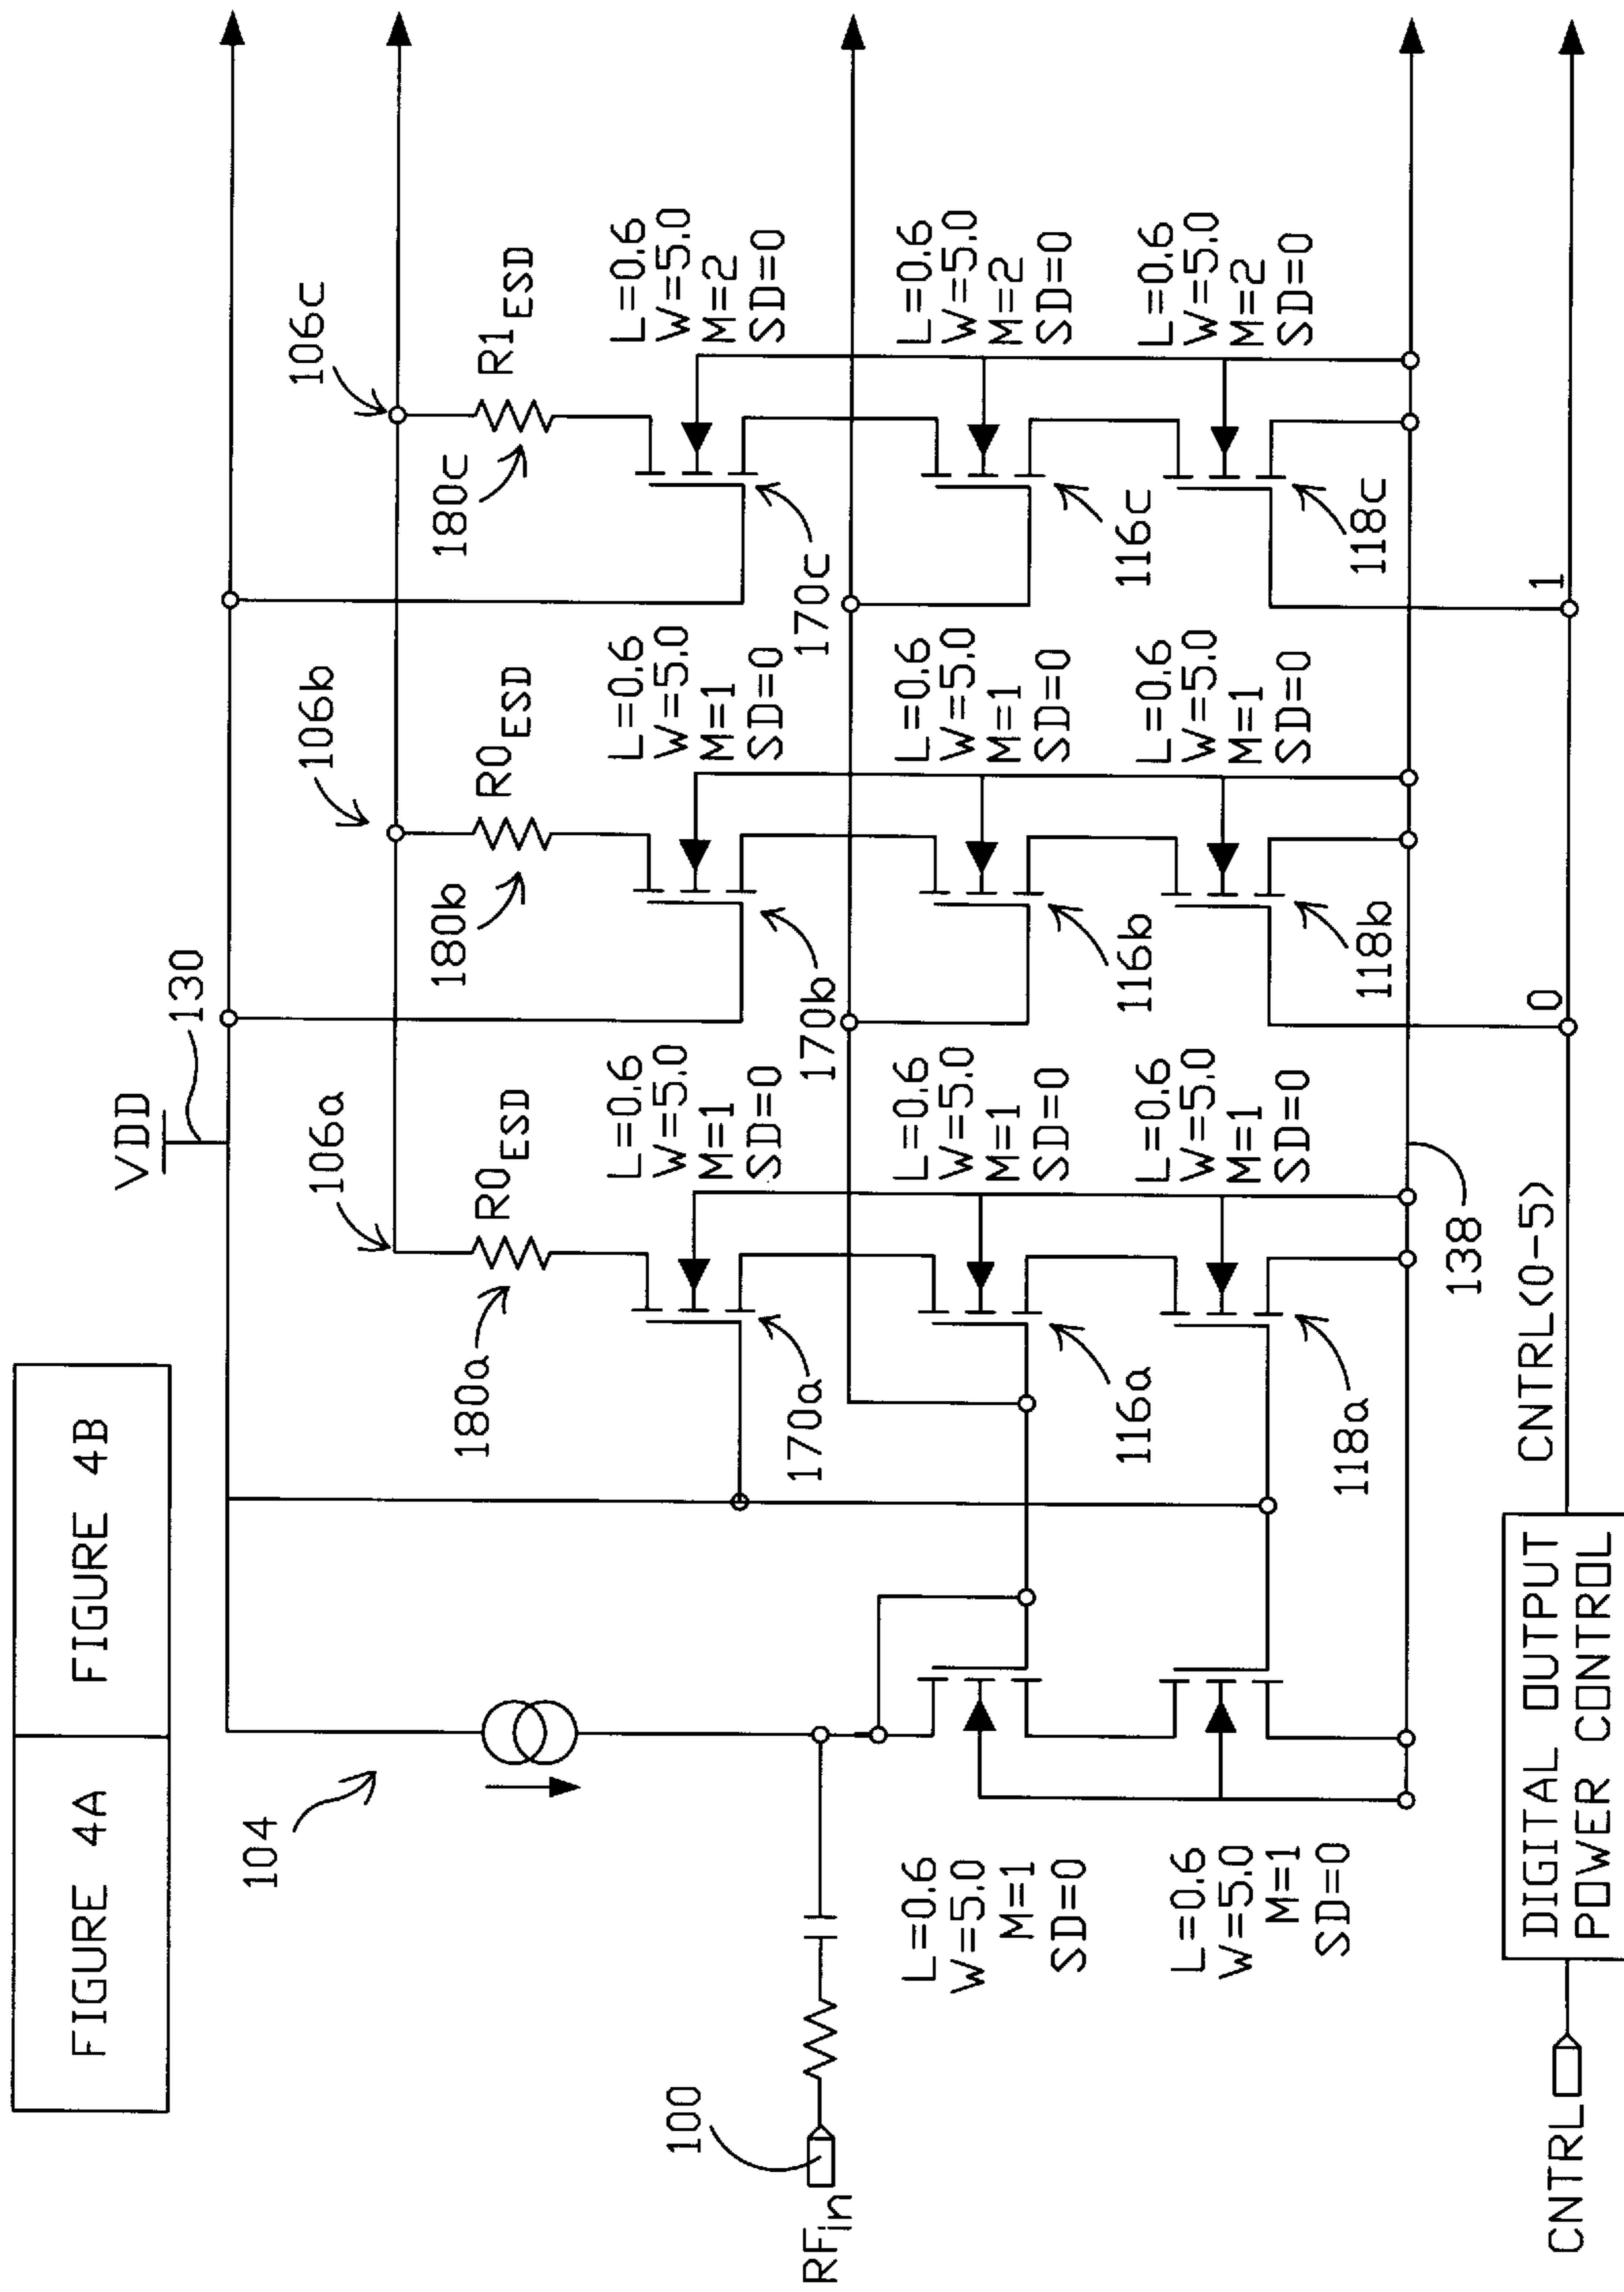 FIGURE 4A
FIGURE 4B
VDD
130
104
106a
106b
106c
R0ESD
R0ESD
R1ESD
180a
180b
180c
L=0.6
W=5.0
M=1
SD=0
L=0.6
W=5.0
M=1
SD=0
L=0.6
W=5.0
M=2
SD=0
170a
170b
170c
100
RFin
L=0.6
W=5.0
M=1
SD=0
L=0.6
W=5.0
M=1
SD=0
L=0.6
W=5.0
M=1
SD=0
L=0.6
W=5.0
M=2
SD=0
116a
116b
116c
L=0.6
W=5.0
M=1
SD=0
L=0.6
W=5.0
M=1
SD=0
L=0.6
W=5.0
M=1
SD=0
L=0.6
W=5.0
M=2
SD=0
118a
118b
118c
138
CNTRL
DIGITAL OUTPUT
POWER CONTROL
CNTRL(0-5)
0
1